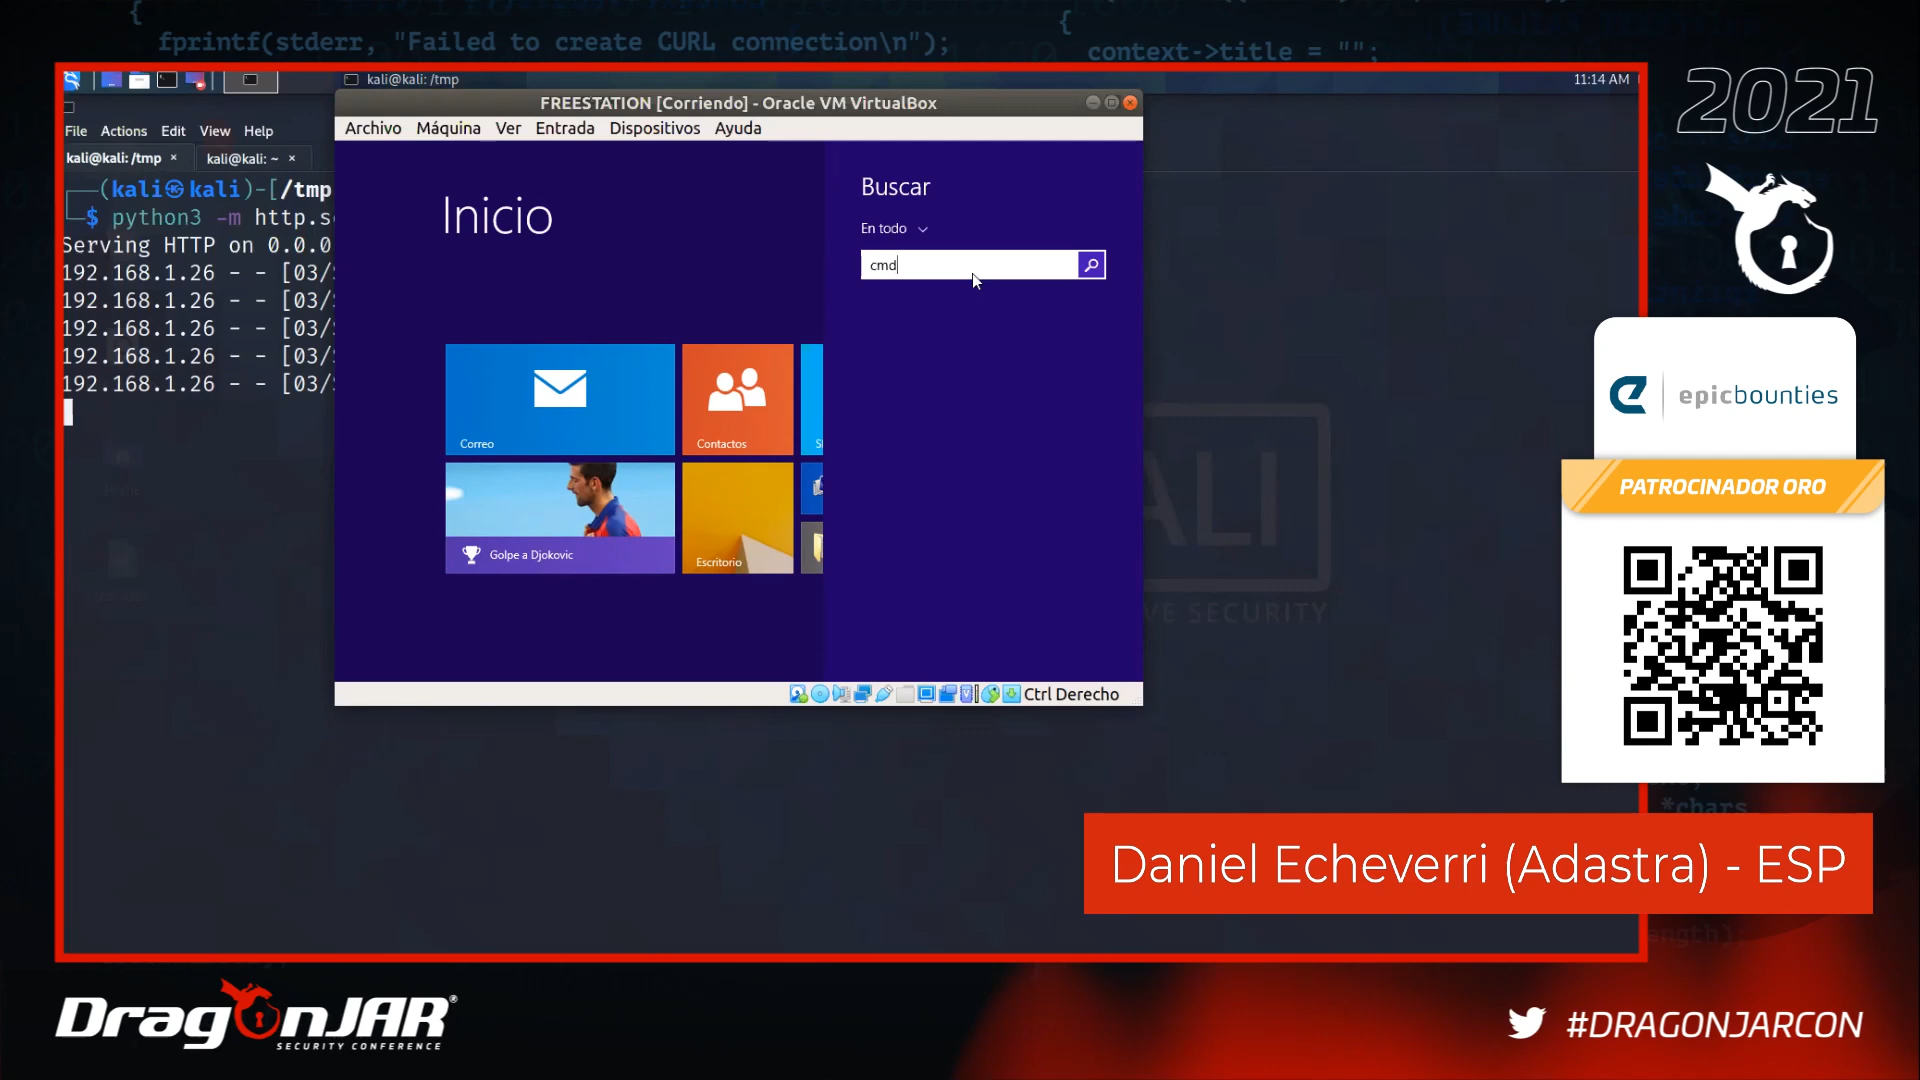 fprintf(stderr, "Failed to create CURL connection\n");
{
{
context->title = "";
2021
kali@kali: /tmp
11:14 AM
FREESTATION [Corriendo] - Oracle VM VirtualBox
Archivo Máquina Ver Entrada Dispositivos Ayuda
File Actions Edit View Help
kali@kali: /tmp × kali@kali: ~ ×
(kali㉿kali)-[/tmp
$ python3 -m http.s
Serving HTTP on 0.0.0
192.168.1.26 - - [03/
192.168.1.26 - - [03/
192.168.1.26 - - [03/
192.168.1.26 - - [03/
192.168.1.26 - - [03/
Inicio
Buscar
En todo
cmd
Correo
Contactos
Golpe a Djokovic
Escritorio
Ctrl Derecho
ALI
VE SECURITY
epicbounties
PATROCINADOR ORO
*chars
Daniel Echeverri (Adastra) - ESP
DragonJAR®
SECURITY CONFERENCE
#DRAGONJARCON